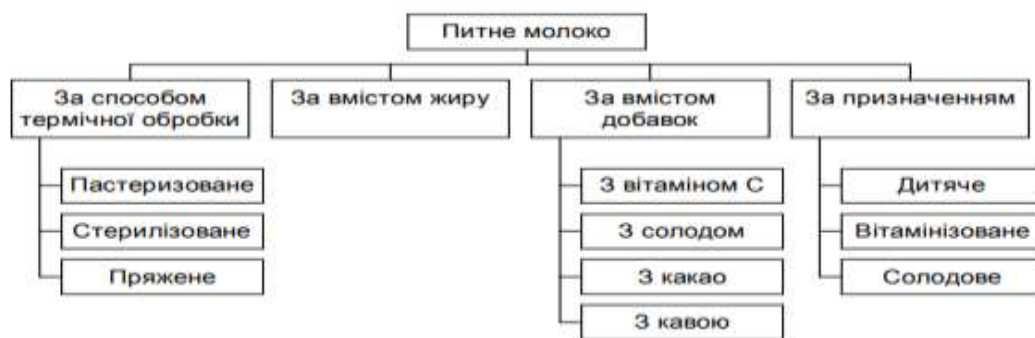 Питне молоко
За способом
термічної обробки
За вмістом жиру
За вмістом
добавок
За призначенням
Пастеризоване
Стерилізоване
Пряжене
З вітаміном С
З солодом
З какао
З кавою
Дитяче
Вітамінізоване
Солодове